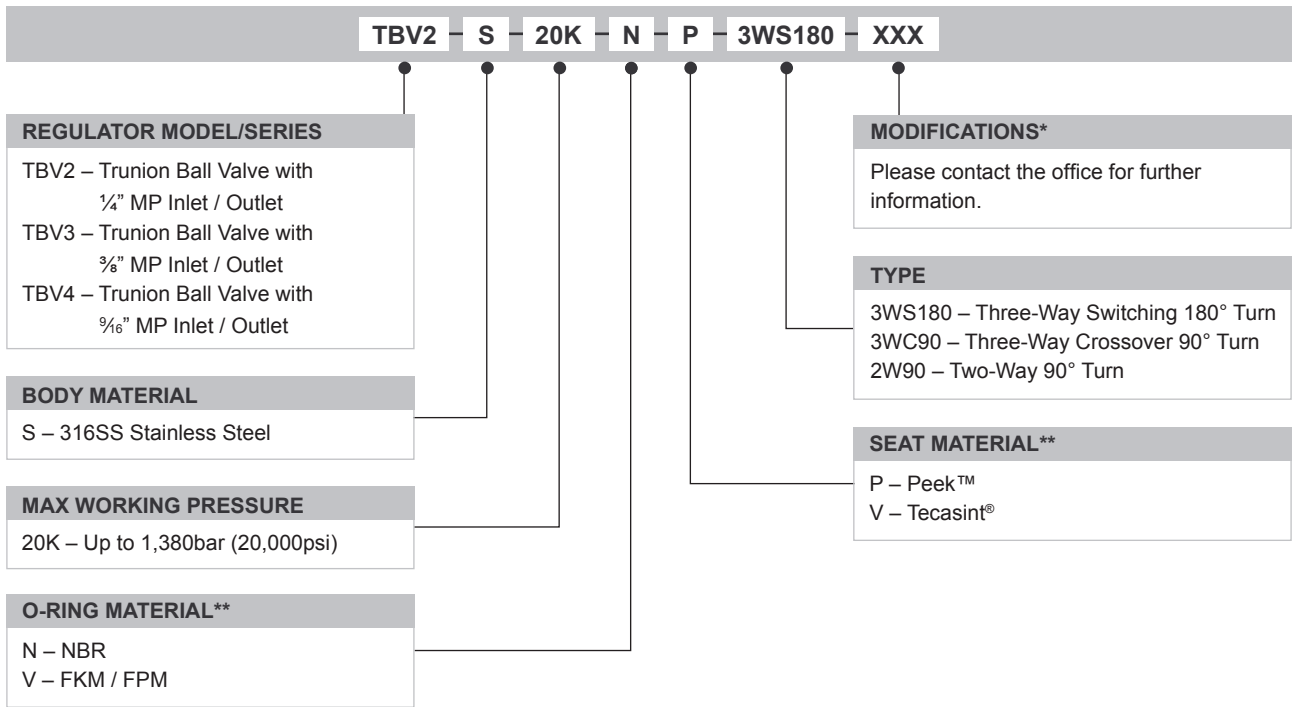 TBV2 – S – 20K – N – P – 3WS180 – XXX
REGULATOR MODEL/SERIES
TBV2 – Trunion Ball Valve with
¼” MP Inlet / Outlet
TBV3 – Trunion Ball Valve with
⅜” MP Inlet / Outlet
TBV4 – Trunion Ball Valve with
9⁄16” MP Inlet / Outlet
BODY MATERIAL
S – 316SS Stainless Steel
MAX WORKING PRESSURE
20K – Up to 1,380bar (20,000psi)
O-RING MATERIAL**
N – NBR
V – FKM / FPM
MODIFICATIONS*
Please contact the office for further
information.
TYPE
3WS180 – Three-Way Switching 180° Turn
3WC90 – Three-Way Crossover 90° Turn
2W90 – Two-Way 90° Turn
SEAT MATERIAL**
P – Peek™
V – Tecasint®